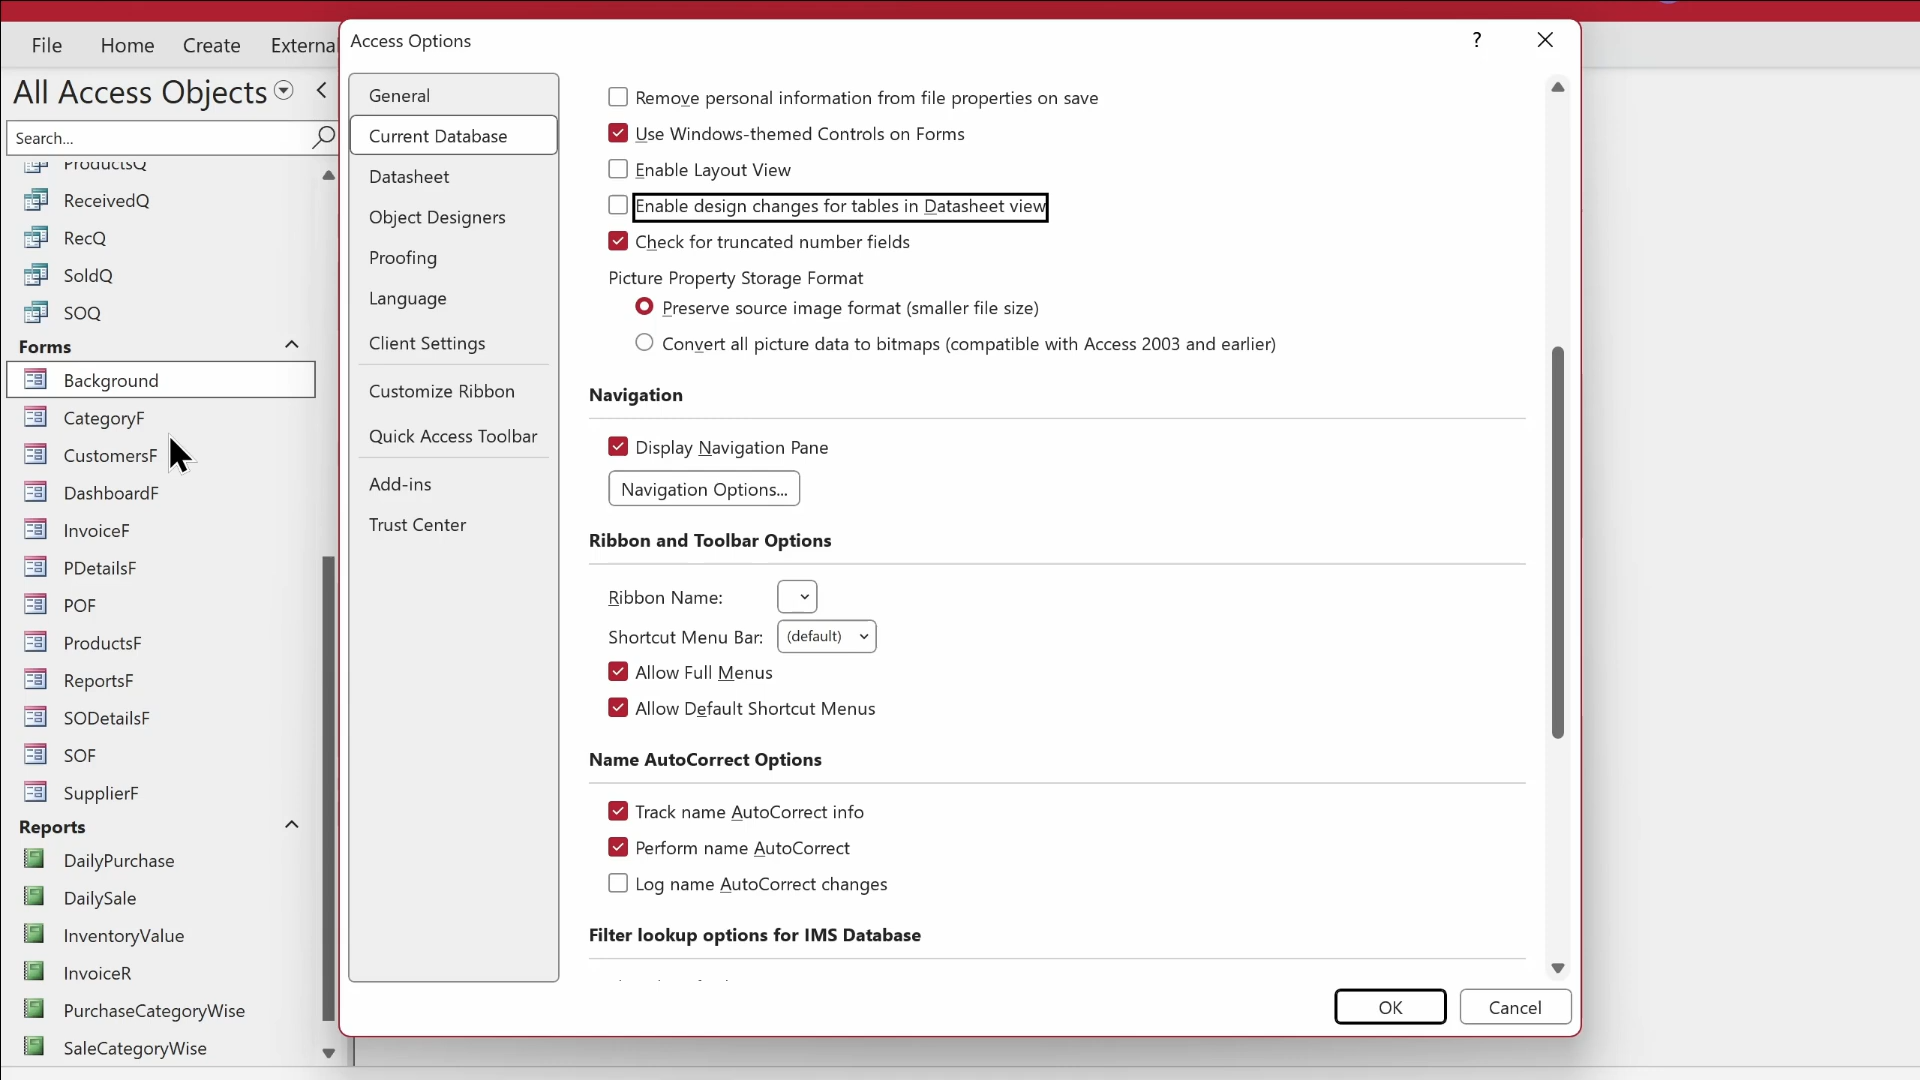 File Home Create External
All Access Objects
Search...
ProductsQ
ReceivedQ
RecQ
SoldQ
SOQ
Forms
Background
CategoryF
CustomersF
DashboardF
InvoiceF
PDetailsF
POF
ProductsF
ReportsF
SODetailsF
SOF
SupplierF
Reports
DailyPurchase
DailySale
InventoryValue
InvoiceR
PurchaseCategoryWise
SaleCategoryWise
Access Options
?
General
Current Database
Datasheet
Object Designers
Proofing
Language
Client Settings
Customize Ribbon
Quick Access Toolbar
Add-ins
Trust Center
Remove personal information from file properties on save
Use Windows-themed Controls on Forms
Enable Layout View
Enable design changes for tables in Datasheet view
Check for truncated number fields
Picture Property Storage Format
Preserve source image format (smaller file size)
Convert all picture data to bitmaps (compatible with Access 2003 and earlier)
Navigation
Display Navigation Pane
Navigation Options...
Ribbon and Toolbar Options
Ribbon Name:
Shortcut Menu Bar: (default)
Allow Full Menus
Allow Default Shortcut Menus
Name AutoCorrect Options
Track name AutoCorrect info
Perform name AutoCorrect
Log name AutoCorrect changes
Filter lookup options for IMS Database
OK Cancel